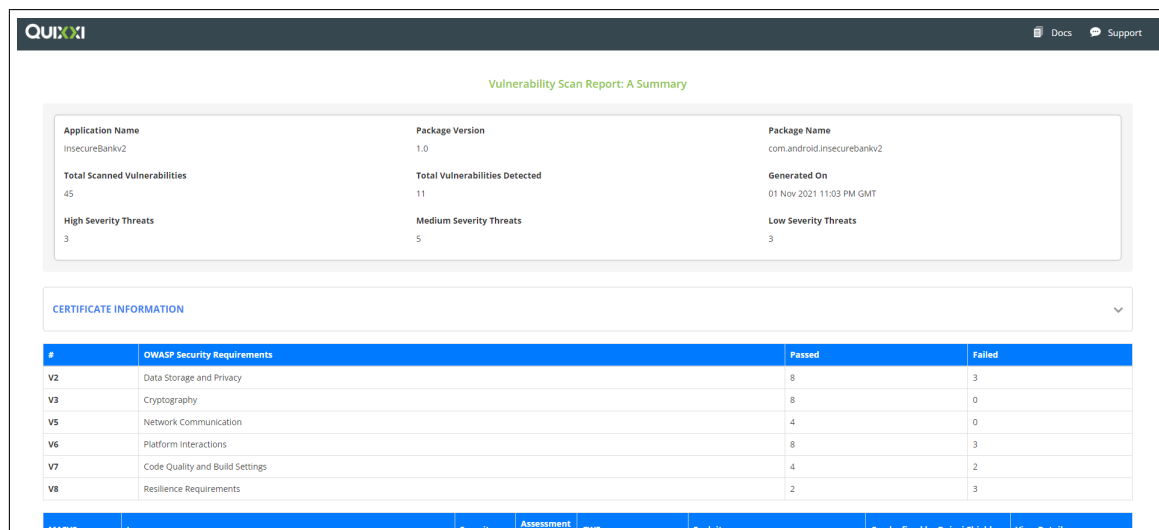 QUIXXI Docs Support
Vulnerability Scan Report: A Summary
Application Name Package Version Package Name
InsecureBankv2 1.0 com.android.insecurebankv2
Total Scanned Vulnerabilities Total Vulnerabilities Detected Generated On
45 11 01 Nov 2021 11:03 PM GMT
High Severity Threats Medium Severity Threats Low Severity Threats
3 5 3
CERTIFICATE INFORMATION
# OWASP Security Requirements Passed Failed
V2 Data Storage and Privacy 8 3
V3 Cryptography 8 0
V5 Network Communication 4 0
V6 Platform Interactions 8 3
V7 Code Quality and Build Settings 4 2
V8 Resilience Requirements 2 3
Assessment